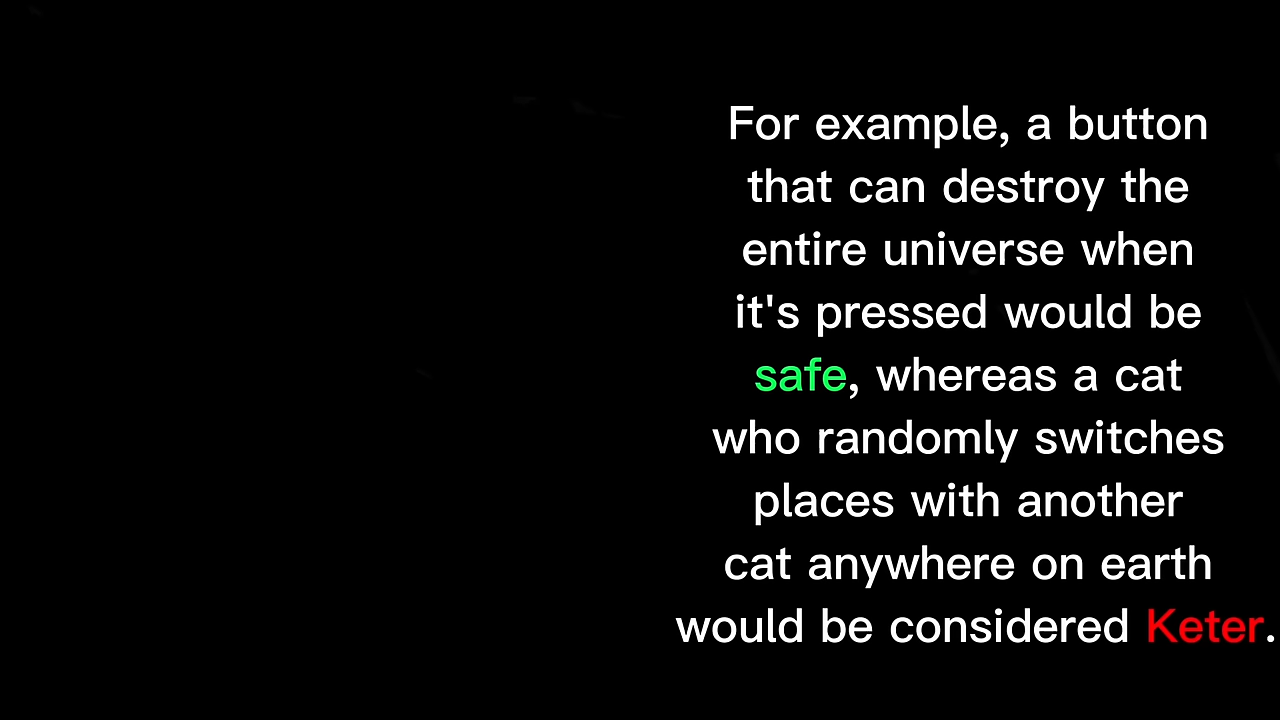 For example, a button
that can destroy the
entire universe when
it's pressed would be
safe, whereas a cat
who randomly switches
places with another
cat anywhere on earth
would be considered Keter.